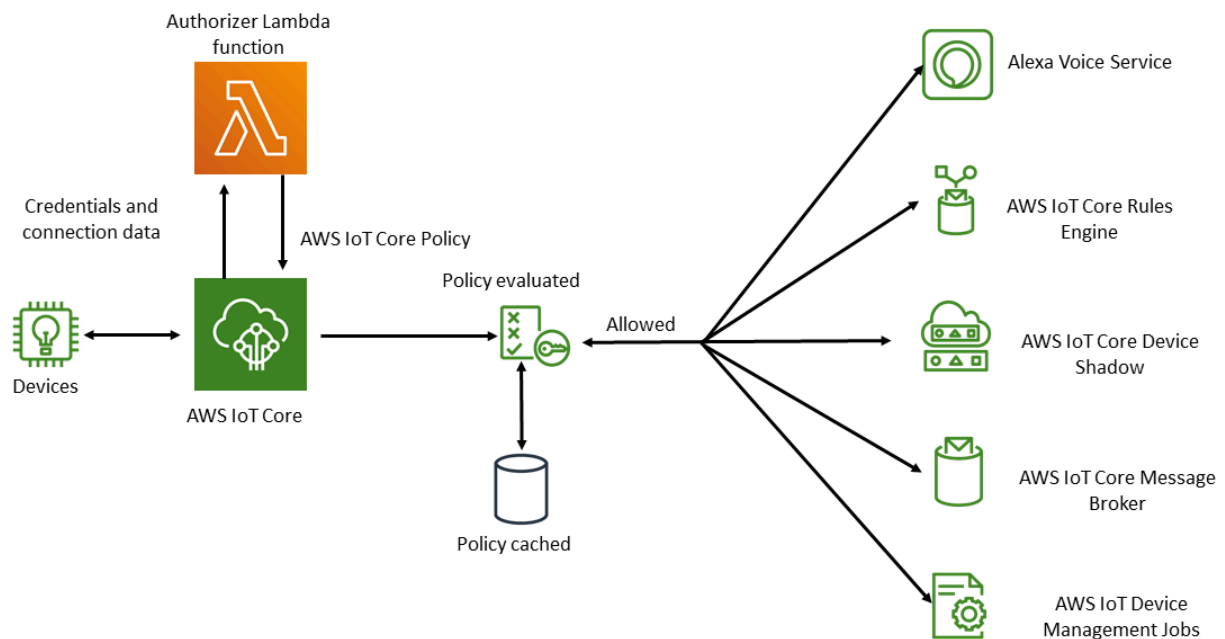 Authorizer Lambda
function
Alexa Voice Service
Credentials and
connection data
AWS IoT Core Policy
AWS IoT Core Rules
Engine
Policy evaluated
Allowed
AWS IoT Core Device
Shadow
Devices
AWS IoT Core
AWS IoT Core Message
Broker
Policy cached
AWS IoT Device
Management Jobs